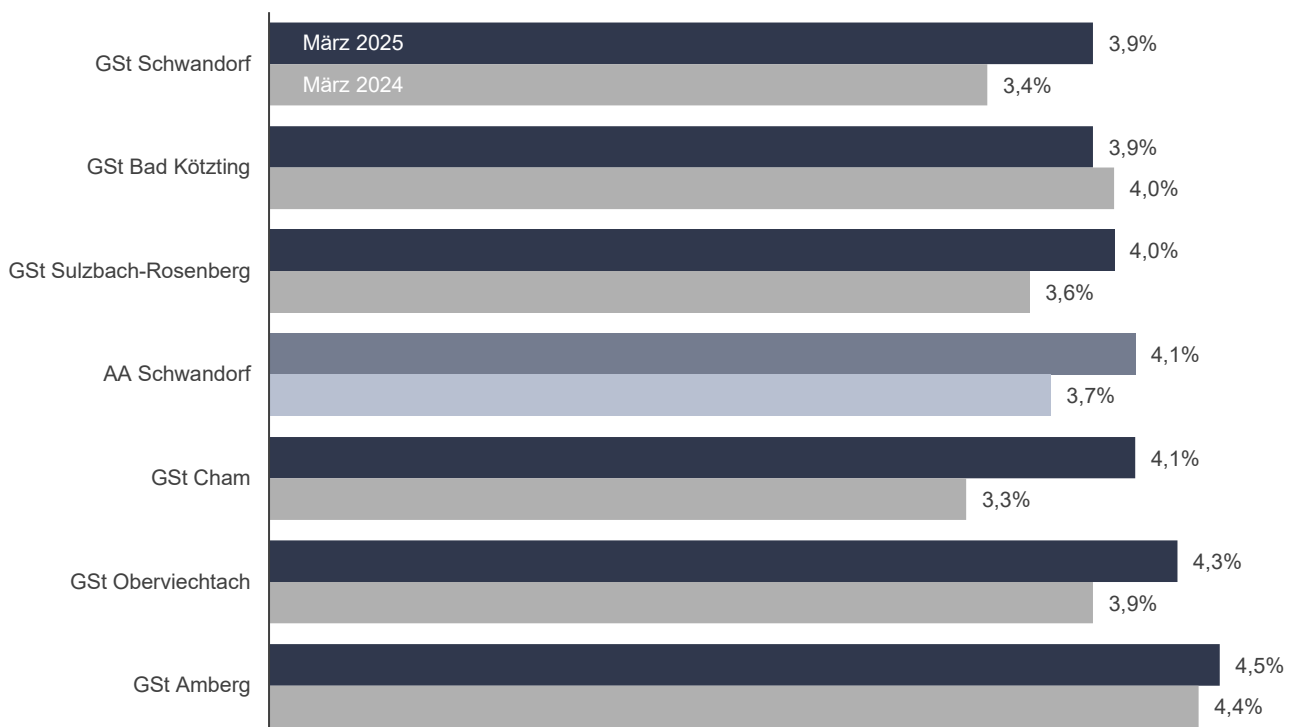 März 2025
3,9%
GSt Schwandorf
März 2024
3,4%
3,9%
GSt Bad Kötzting
4,0%
4,0%
GSt Sulzbach-Rosenberg
3,6%
4,1%
AA Schwandorf
3,7%
4,1%
GSt Cham
3,3%
4,3%
GSt Oberviechtach
3,9%
4,5%
GSt Amberg
4,4%